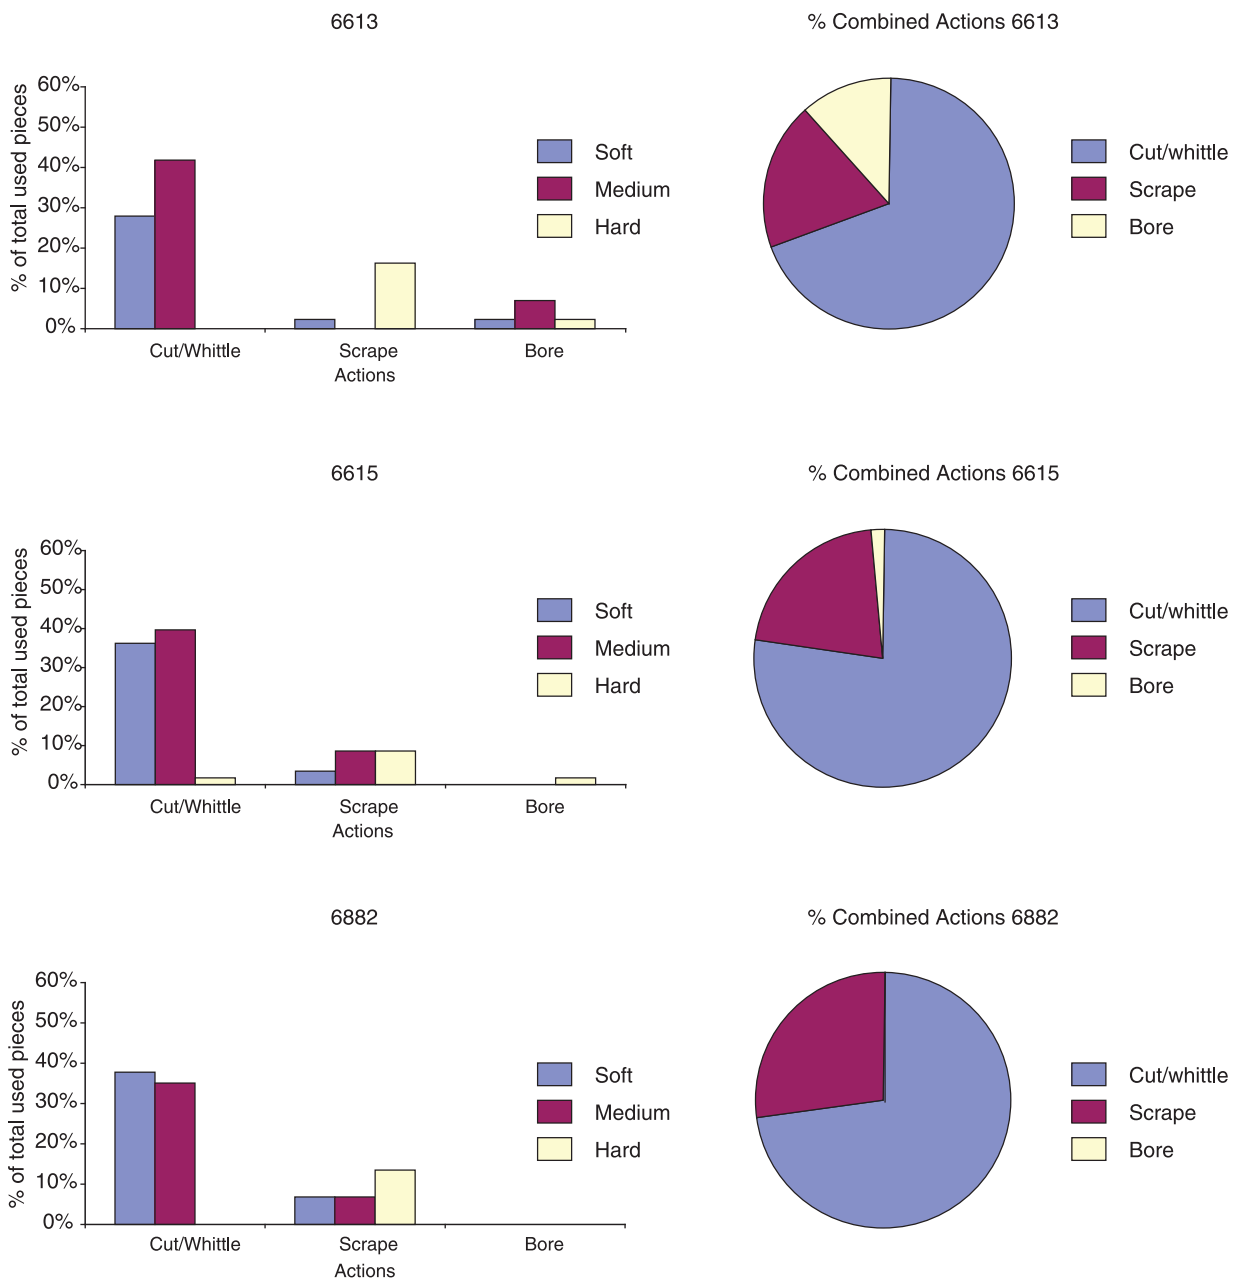 6613
% Combined Actions 6613
% of total used pieces
60%
50%
40%
30%
20%
10%
0%
Cut/Whittle
Scrape
Bore
Actions
Soft
Medium
Hard
Cut/whittle
Scrape
Bore
6615
% Combined Actions 6615
% of total used pieces
60%
50%
40%
30%
20%
10%
0%
Cut/Whittle
Scrape
Bore
Actions
Soft
Medium
Hard
Cut/whittle
Scrape
Bore
6882
% Combined Actions 6882
% of total used pieces
60%
50%
40%
30%
20%
10%
0%
Cut/Whittle
Scrape
Bore
Actions
Soft
Medium
Hard
Cut/whittle
Scrape
Bore